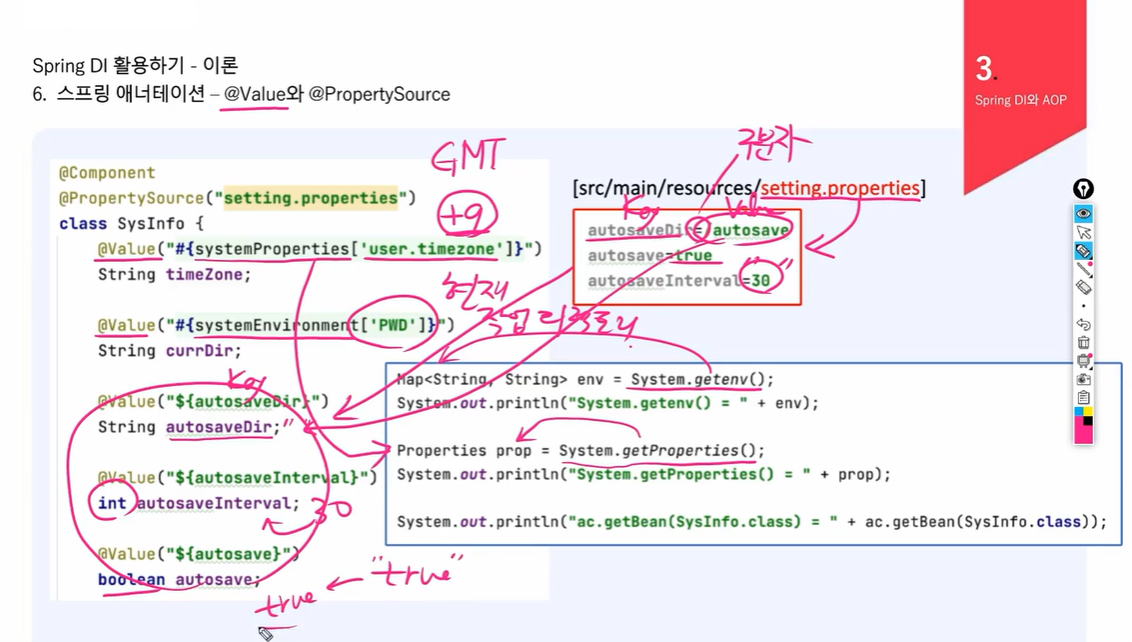 Spring DI 활용하기 - 이론
6. 스프링 애너테이션 – @Value와 @PropertySource
3.
Spring DI와 AOP
@Component
@PropertySource("setting.properties")
class SysInfo {
@Value("#{systemProperties['user.timezone']}")
String timeZone;
@Value("#{systemEnvironment['PWD']}")
String currDir;
@Value("${autosaveDir}")
String autosaveDir;
@Value("${autosaveInterval}")
int autosaveInterval;
@Value("${autosave}")
boolean autosave;
GMT
+9
구분자
[src/main/resources/setting.properties]
Key
Value
autosaveDir=/autosave
autosave=true
autosaveInterval=30
" "
현재
작업 디렉토리
Key
"
30
"true"
true
Map<String, String> env = System.getenv();
System.out.println("System.getenv() = " + env);
Properties prop = System.getProperties();
System.out.println("System.getProperties() = " + prop);
System.out.println("ac.getBean(SysInfo.class) = " + ac.getBean(SysInfo.class));